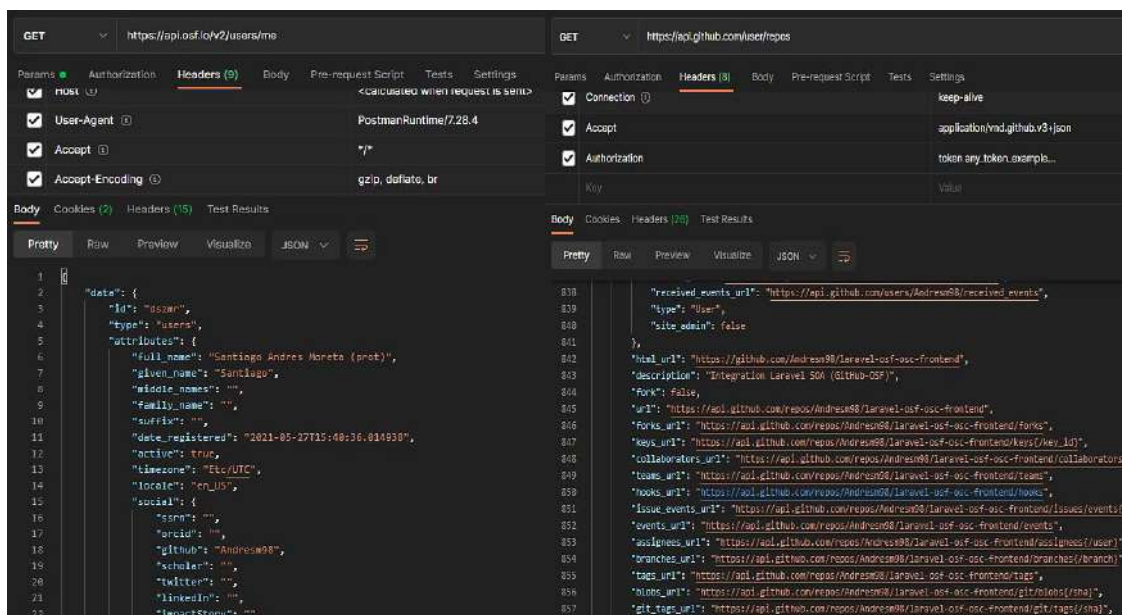 GET https://api.osf.io/v2/users/me
Params Authorization Headers (9) Body Pre-request Script Tests Settings
Host <calculated when request is sent>
User-Agent PostmanRuntime/7.28.4
Accept */*
Accept-Encoding gzip, deflate, br
Body Cookies (2) Headers (15) Test Results
Pretty Raw Preview Visualize JSON
1 {
2 "data": {
3 "id": "dszmr",
4 "type": "users",
5 "attributes": {
6 "full_name": "Santiago Andres Moreta (prot)",
7 "given_name": "Santiago",
8 "middle_names": "",
9 "family_name": "",
10 "suffix": "",
11 "date_registered": "2021-05-27T15:40:36.014938",
12 "active": true,
13 "timezone": "Etc/UTC",
14 "locale": "en_US",
15 "social": {
16 "ssrn": "",
17 "orcid": "",
18 "github": "Andresm98",
19 "scholar": "",
20 "twitter": "",
21 "linkedIn": "",
22 "impactStory": ""
GET https://api.github.com/user/repos
Params Authorization Headers (8) Body Pre-request Script Tests Settings
Connection keep-alive
Accept application/vnd.github.v3+json
Authorization token any_token_example...
Key Value
Body Cookies Headers (26) Test Results
Pretty Raw Preview Visualize JSON
838 "received_events_url": "https://api.github.com/users/Andresm98/received_events",
839 "type": "User",
840 "site_admin": false
841 },
842 "html_url": "https://github.com/Andresm98/laravel-osf-osc-frontend",
843 "description": "Integration Laravel SOA (GitHub-OSF)",
844 "fork": false,
845 "url": "https://api.github.com/repos/Andresm98/laravel-osf-osc-frontend",
846 "forks_url": "https://api.github.com/repos/Andresm98/laravel-osf-osc-frontend/forks",
847 "keys_url": "https://api.github.com/repos/Andresm98/laravel-osf-osc-frontend/keys{/key_id}",
848 "collaborators_url": "https://api.github.com/repos/Andresm98/laravel-osf-osc-frontend/collaborators
849 "teams_url": "https://api.github.com/repos/Andresm98/laravel-osf-osc-frontend/teams",
850 "hooks_url": "https://api.github.com/repos/Andresm98/laravel-osf-osc-frontend/hooks",
851 "issue_events_url": "https://api.github.com/repos/Andresm98/laravel-osf-osc-frontend/issues/events{
852 "events_url": "https://api.github.com/repos/Andresm98/laravel-osf-osc-frontend/events",
853 "assignees_url": "https://api.github.com/repos/Andresm98/laravel-osf-osc-frontend/assignees{/user}"
854 "branches_url": "https://api.github.com/repos/Andresm98/laravel-osf-osc-frontend/branches{/branch}"
855 "tags_url": "https://api.github.com/repos/Andresm98/laravel-osf-osc-frontend/tags",
856 "blobs_url": "https://api.github.com/repos/Andresm98/laravel-osf-osc-frontend/git/blobs{/sha}",
857 "git_tags_url": "https://api.github.com/repos/Andresm98/laravel-osf-osc-frontend/git/tags{/sha}",